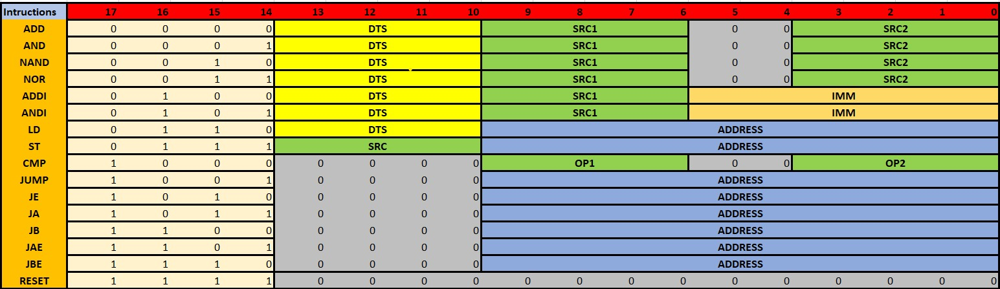 Intructions 17 16 15 14 13 12 11 10 9 8 7 6 5 4 3 2 1 0
ADD 0 0 0 0 DTS SRC1 0 0 SRC2
AND 0 0 0 1 DTS SRC1 0 0 SRC2
NAND 0 0 1 0 DTS SRC1 0 0 SRC2
NOR 0 0 1 1 DTS SRC1 0 0 SRC2
ADDI 0 1 0 0 DTS SRC1 IMM
ANDI 0 1 0 1 DTS SRC1 IMM
LD 0 1 1 0 DTS ADDRESS
ST 0 1 1 1 SRC ADDRESS
CMP 1 0 0 0 0 0 0 0 OP1 0 0 OP2
JUMP 1 0 0 1 0 0 0 0 ADDRESS
JE 1 0 1 0 0 0 0 0 ADDRESS
JA 1 0 1 1 0 0 0 0 ADDRESS
JB 1 1 0 0 0 0 0 0 ADDRESS
JAE 1 1 0 1 0 0 0 0 ADDRESS
JBE 1 1 1 0 0 0 0 0 ADDRESS
RESET 1 1 1 1 0 0 0 0 0 0 0 0 0 0 0 0 0 0